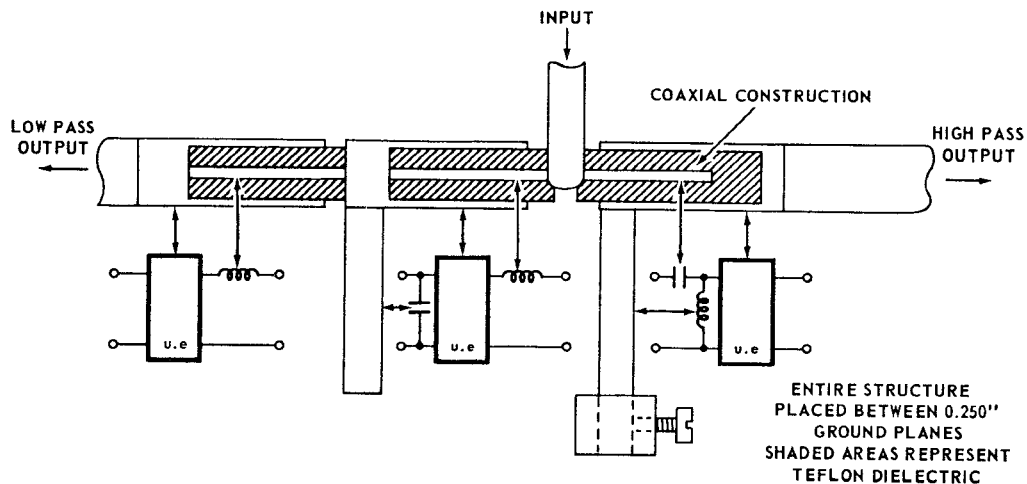 INPUT
COAXIAL CONSTRUCTION
LOW PASS
OUTPUT
HIGH PASS
OUTPUT
u.e
u.e
u.e
ENTIRE STRUCTURE
PLACED BETWEEN 0.250"
GROUND PLANES
SHADED AREAS REPRESENT
TEFLON DIELECTRIC